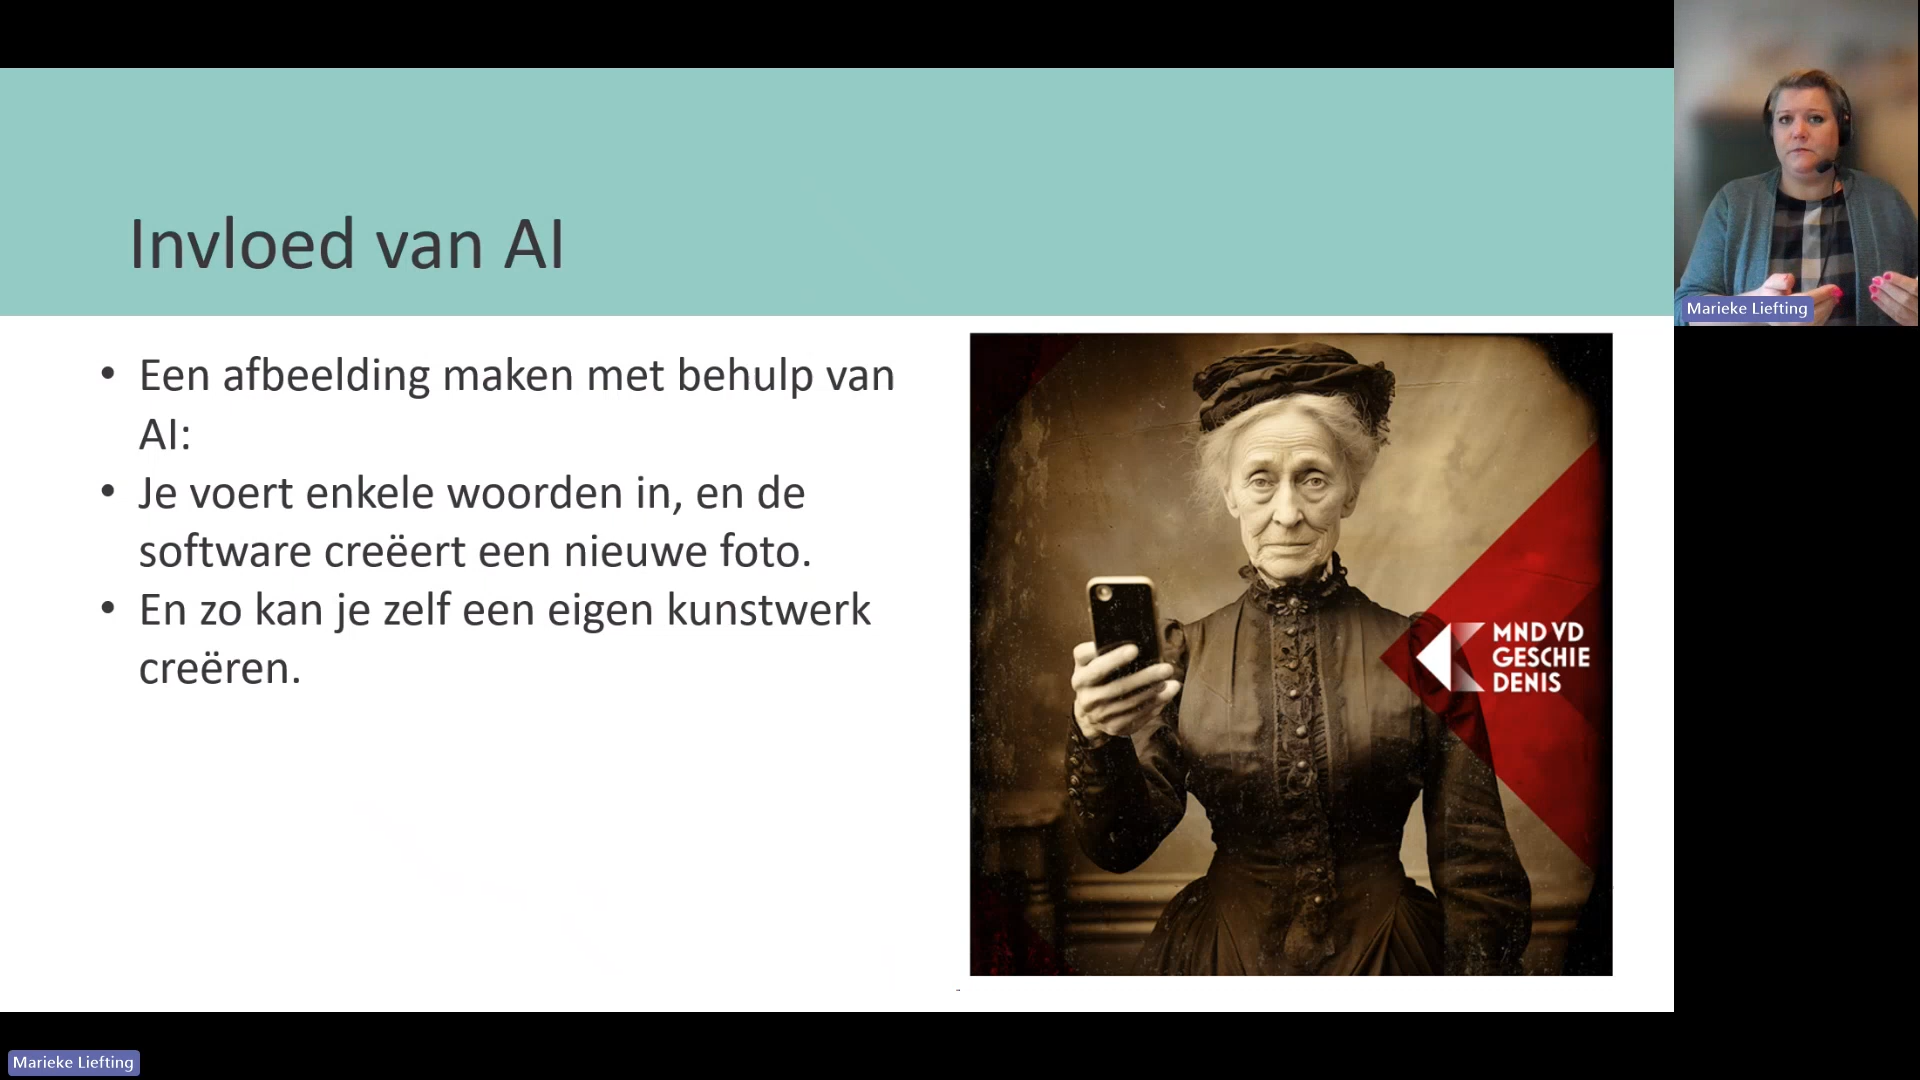 Invloed van AI
• Een afbeelding maken met behulp van
AI:
• Je voert enkele woorden in, en de
software creëert een nieuwe foto.
• En zo kan je zelf een eigen kunstwerk
creëren.
MND VD
GESCHIE
DENIS
Marieke Liefting
Marieke Liefting